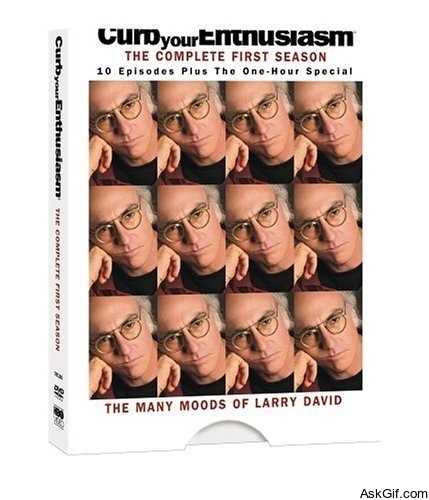 Curb your Enthusiasm
THE COMPLETE FIRST SEASON
10 Episodes Plus The One-Hour Special
THE MANY MOODS OF LARRY DAVID
Curb your Enthusiasm
THE COMPLETE FIRST SEASON
DVD
HBO
VIDEO
AskGif.com